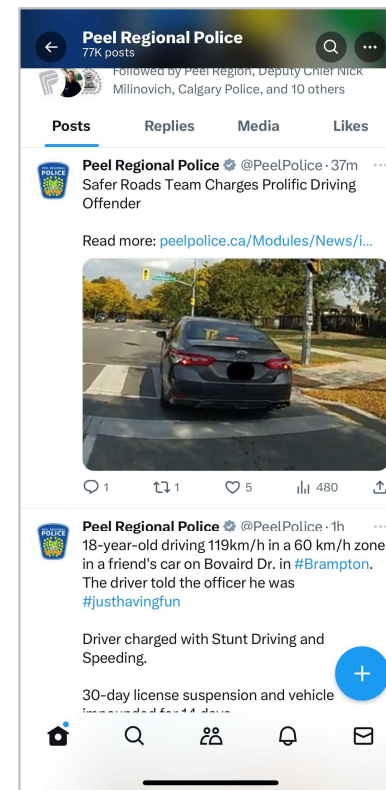 Peel Regional Police
77K posts
Followed by Peel Region, Deputy Chief Nick
Milinovich, Calgary Police, and 10 others
Posts Replies Media Likes
Peel Regional Police @PeelPolice · 37m ...
Safer Roads Team Charges Prolific Driving
Offender
Read more: peelpolice.ca/Modules/News/i...
1 1 5 480
Peel Regional Police @PeelPolice · 1h ...
18-year-old driving 119km/h in a 60 km/h zone
in a friend's car on Bovaird Dr. in #Brampton.
The driver told the officer he was
#justhavingfun
Driver charged with Stunt Driving and
Speeding.
30-day license suspension and vehicle
impounded for 14 days